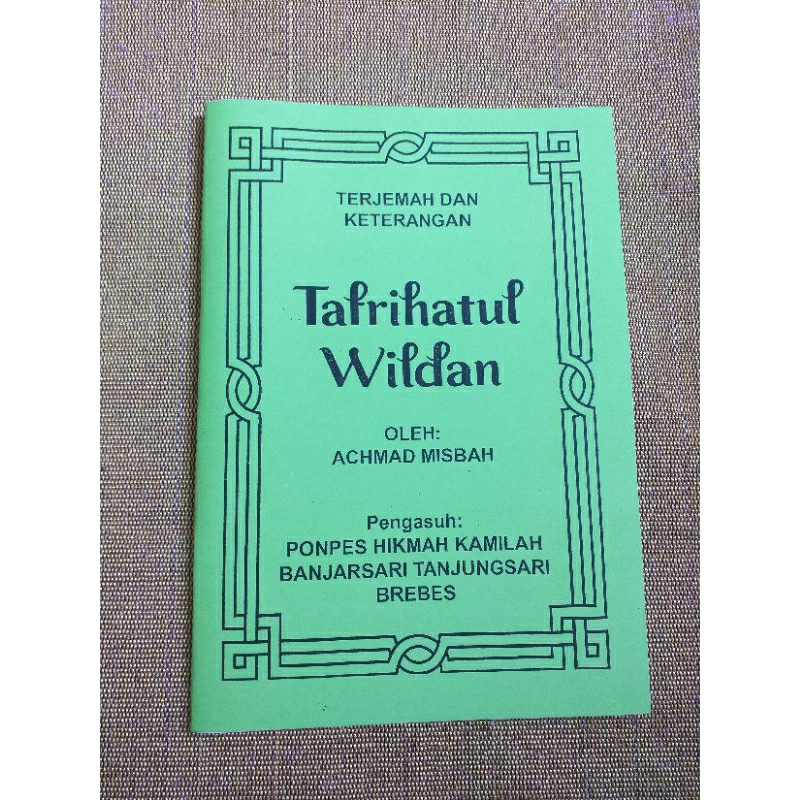 TERJEMAH DAN
KETERANGAN
Tafrihatul
Wildan
OLEH:
ACHMAD MISBAH
Pengasuh:
PONPES HIKMAH KAMILAH
BANJARSARI TANJUNGSARI
BREBES